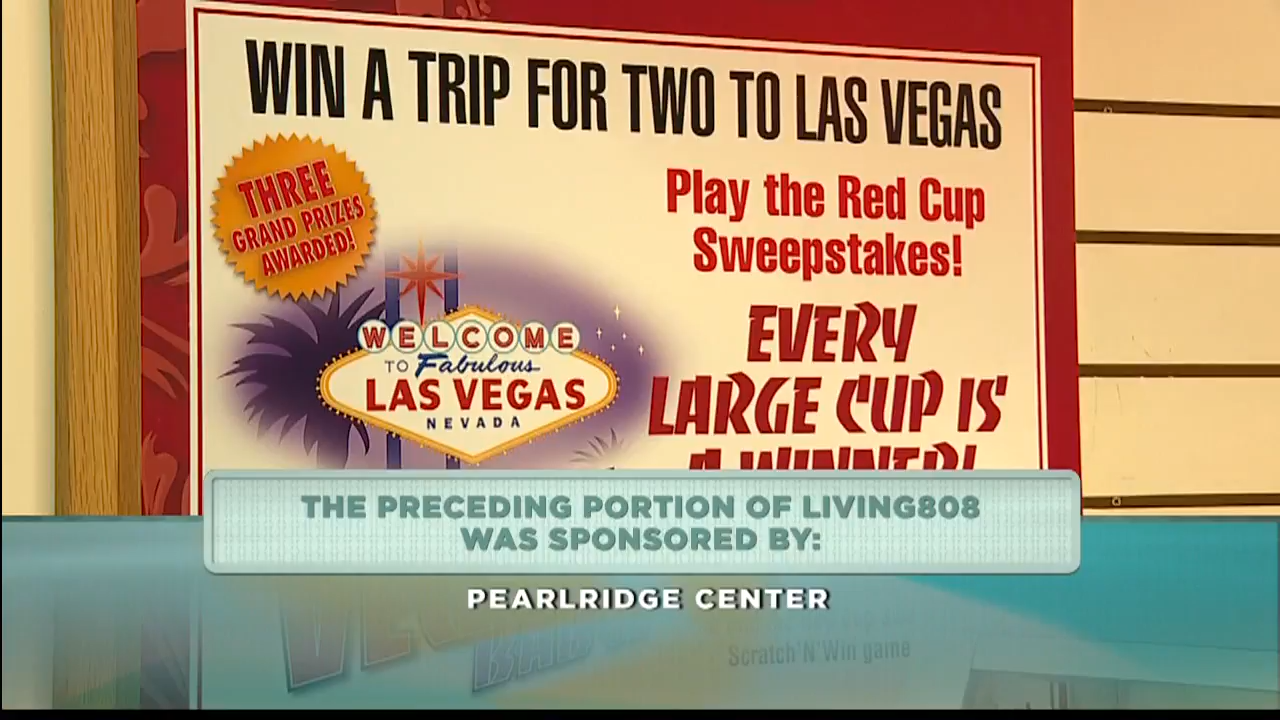 WIN A TRIP FOR TWO TO LAS VEGAS
THREE
GRAND PRIZES
AWARDED!
Play the Red Cup
Sweepstakes!
WELCOME
TO Fabulous
LAS VEGAS
NEVADA
EVERY
LARGE CUP IS
A WINNER!
THE PRECEDING PORTION OF LIVING808
WAS SPONSORED BY:
PEARLRIDGE CENTER
Scratch'N'Win game